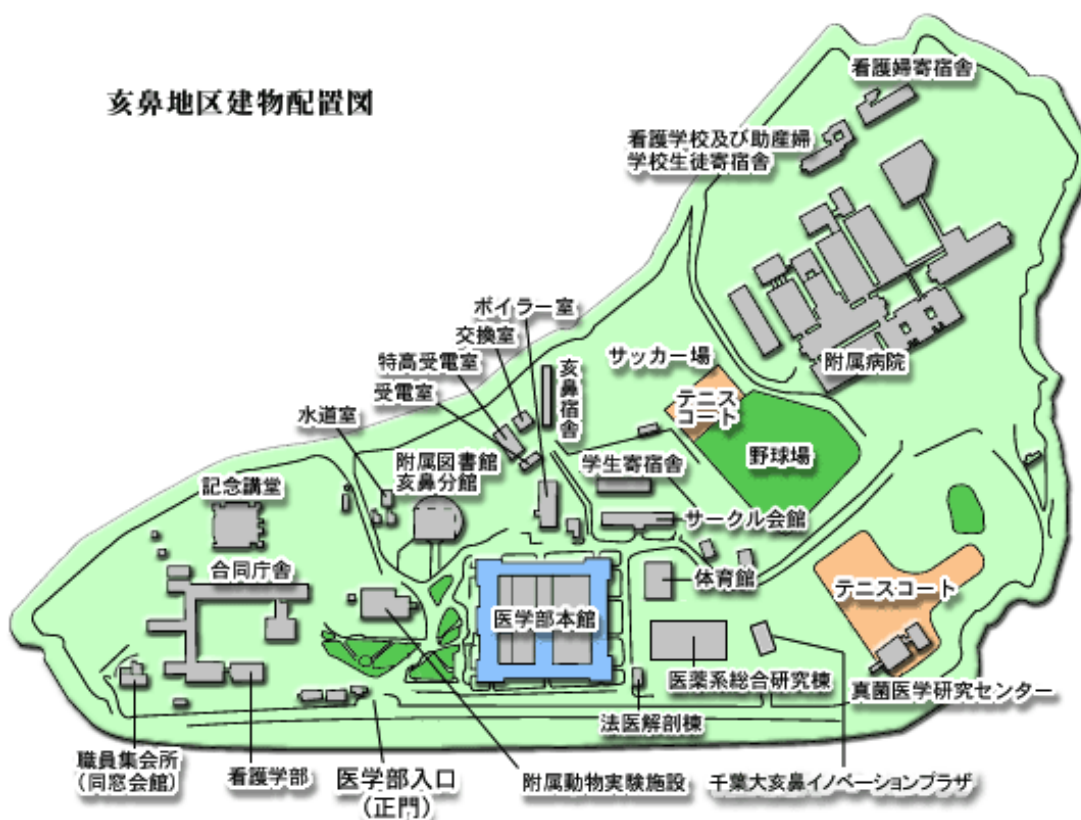 亥鼻地区建物配置図
看護婦寄宿舎
看護学校及び助産婦
学校生徒寄宿舎
ボイラー室
交換室
特高受電室
受電室
水道室
亥鼻宿舎
サッカー場
テニス
コート
附属病院
野球場
附属図書館
亥鼻分館
学生寄宿舎
記念講堂
サークル会館
合同庁舎
体育館
テニスコート
医学部本館
医薬系総合研究棟
真菌医学研究センター
法医解剖棟
職員集会所
(同窓会館)
看護学部
医学部入口
(正門)
附属動物実験施設
千葉大亥鼻イノベーションプラザ